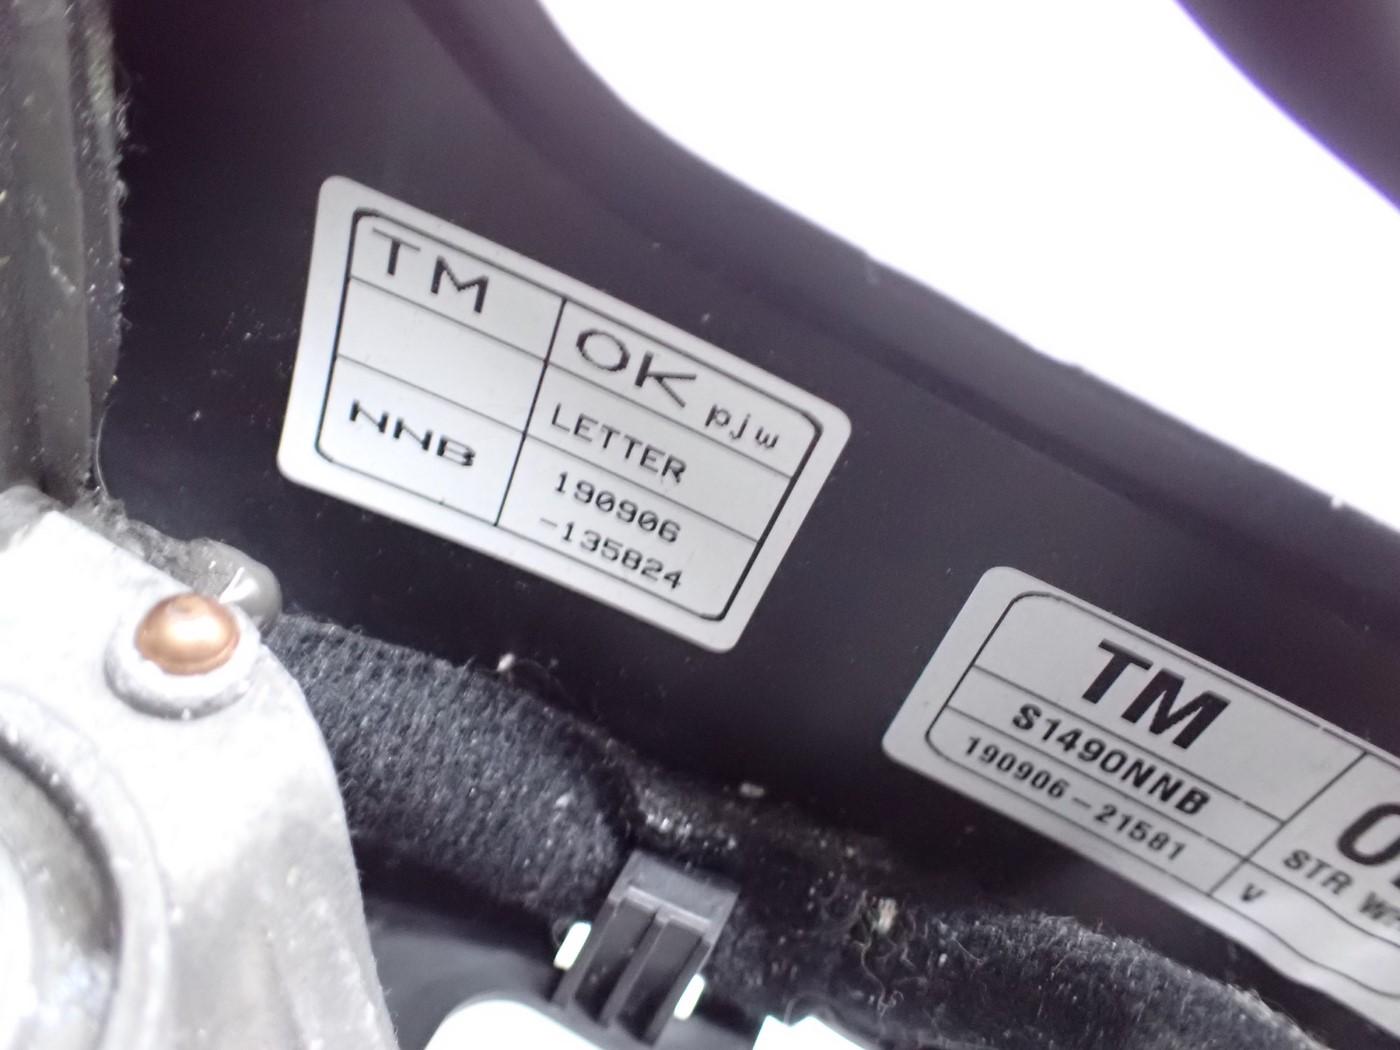 TM
OK pjw
LETTER
NNB
190906
-135824
TM
S1490NNB
190906-21581
STR
V